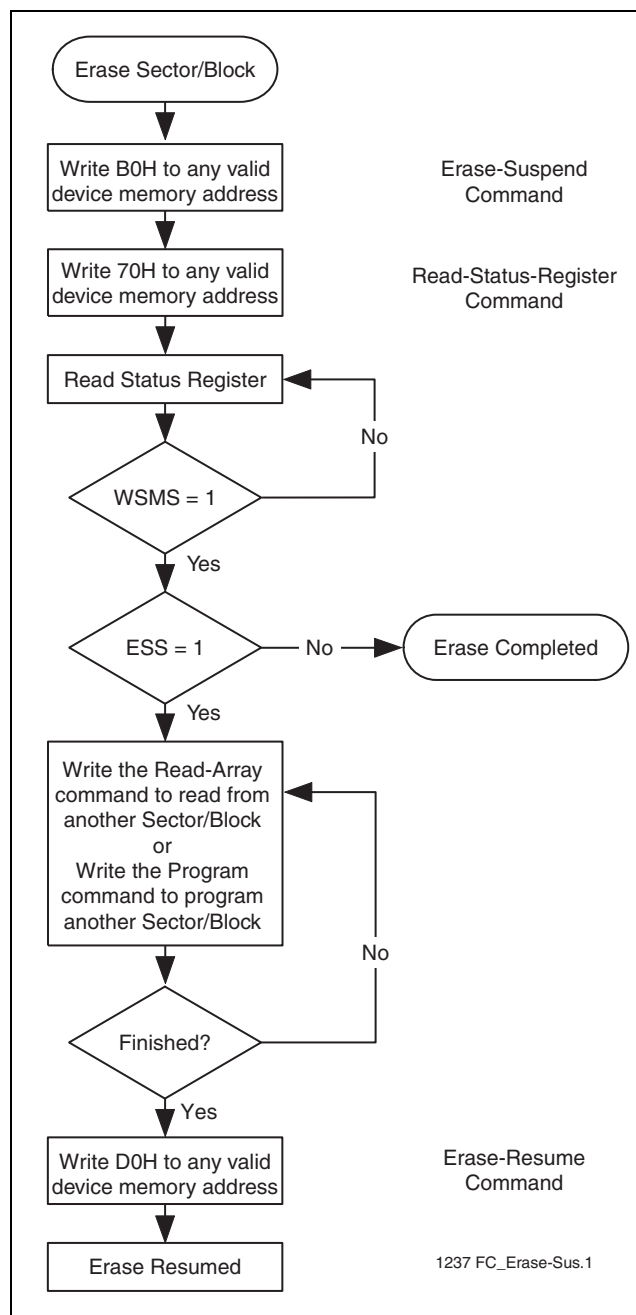 Erase Sector/Block
Write B0H to any valid
device memory address
Erase-Suspend
Command
Write 70H to any valid
device memory address
Read-Status-Register
Command
Read Status Register
No
WSMS = 1
Yes
ESS = 1
No
Erase Completed
Yes
Write the Read-Array
command to read from
another Sector/Block
or
Write the Program
command to program
another Sector/Block
No
Finished?
Yes
Write D0H to any valid
device memory address
Erase-Resume
Command
Erase Resumed
1237 FC_Erase-Sus.1